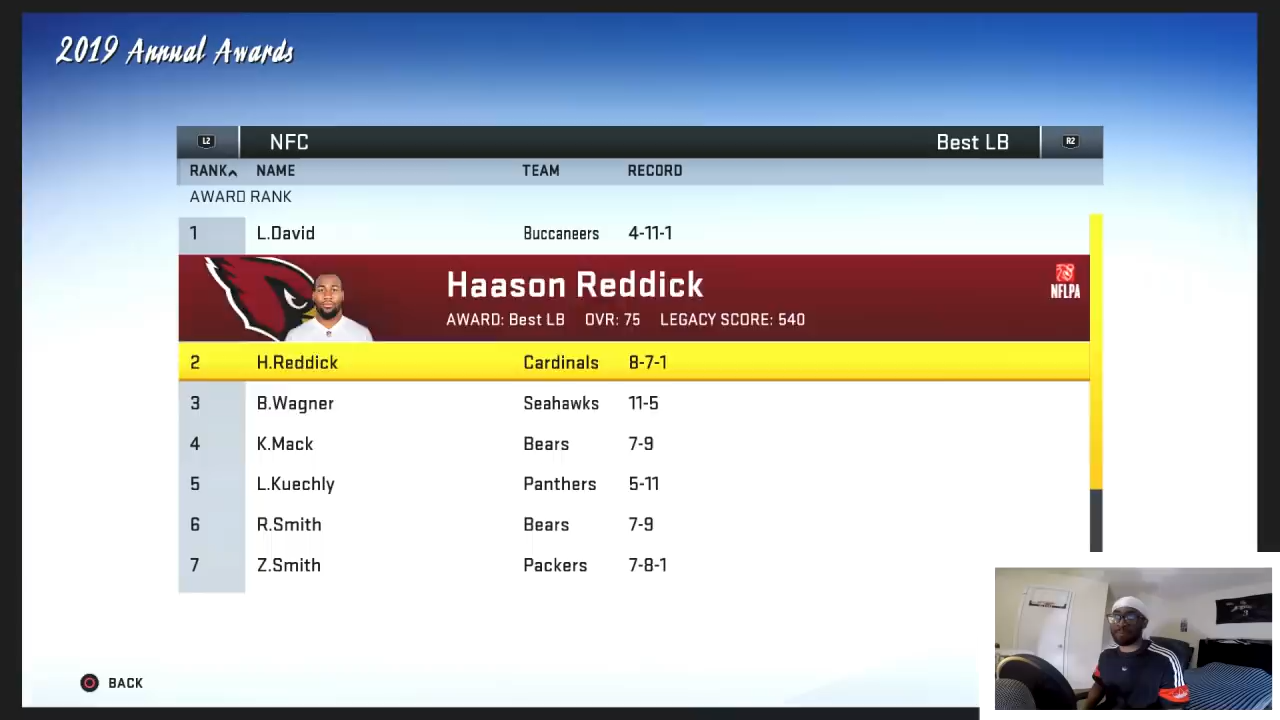 2019 Annual Awards
L2 NFC Best LB R2
RANK NAME TEAM RECORD
AWARD RANK
1 L.David Buccaneers 4-11-1
Haason Reddick
AWARD: Best LB OVR: 75 LEGACY SCORE: 540
NFLPA
2 H.Reddick Cardinals 8-7-1
3 B.Wagner Seahawks 11-5
4 K.Mack Bears 7-9
5 L.Kuechly Panthers 5-11
6 R.Smith Bears 7-9
7 Z.Smith Packers 7-8-1
BACK